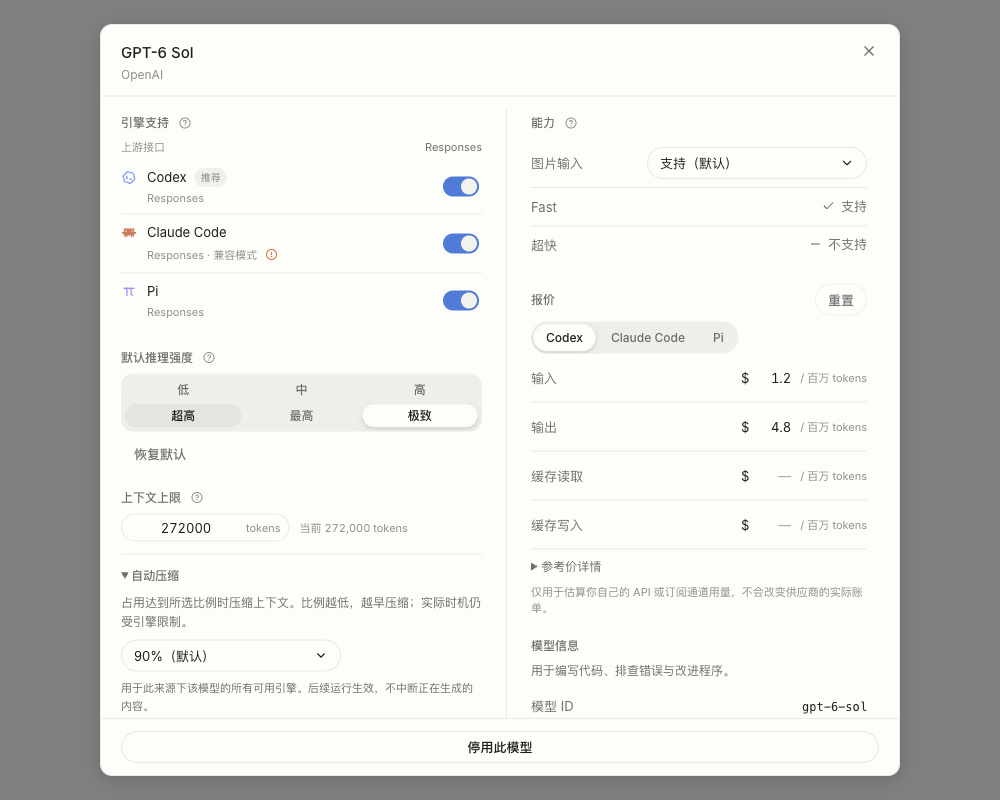 GPT-6 Sol
OpenAI
引擎支持
上游接口 Responses
Codex 推荐
Responses
Claude Code
Responses · 兼容模式
Pi
Responses
默认推理强度
低 中 高
超高 最高 极致
恢复默认
上下文上限
272000 tokens 当前 272,000 tokens
▼自动压缩
占用达到所选比例时压缩上下文。比例越低，越早压缩；实际时机仍
受引擎限制。
90%（默认）
用于此来源下该模型的所有可用引擎。后续运行生效，不中断正在生成的
内容。
能力
图片输入 支持（默认）
Fast ✓ 支持
超快 — 不支持
报价 重置
Codex Claude Code Pi
输入 $ 1.2 / 百万 tokens
输出 $ 4.8 / 百万 tokens
缓存读取 $ — / 百万 tokens
缓存写入 $ — / 百万 tokens
▶参考价详情
仅用于估算你自己的 API 或订阅通道用量，不会改变供应商的实际账
单。
模型信息
用于编写代码、排查错误与改进程序。
模型 ID gpt-6-sol
停用此模型